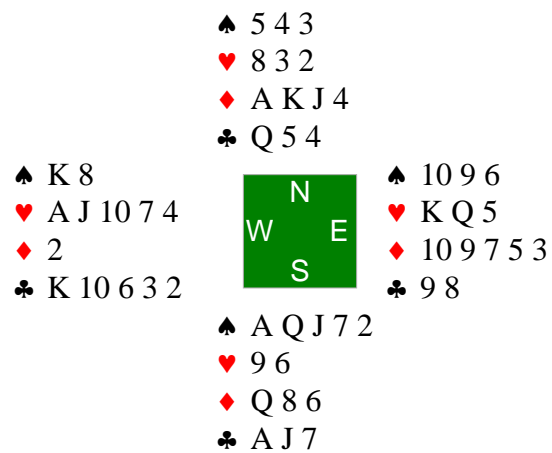 ♠ 5 4 3
♥ 8 3 2
♦ A K J 4
♣ Q 5 4
♠ K 8
♥ A J 10 7 4
♦ 2
♣ K 10 6 3 2
N
W E
S
♠ 10 9 6
♥ K Q 5
♦ 10 9 7 5 3
♣ 9 8
♠ A Q J 7 2
♥ 9 6
♦ Q 8 6
♣ A J 7